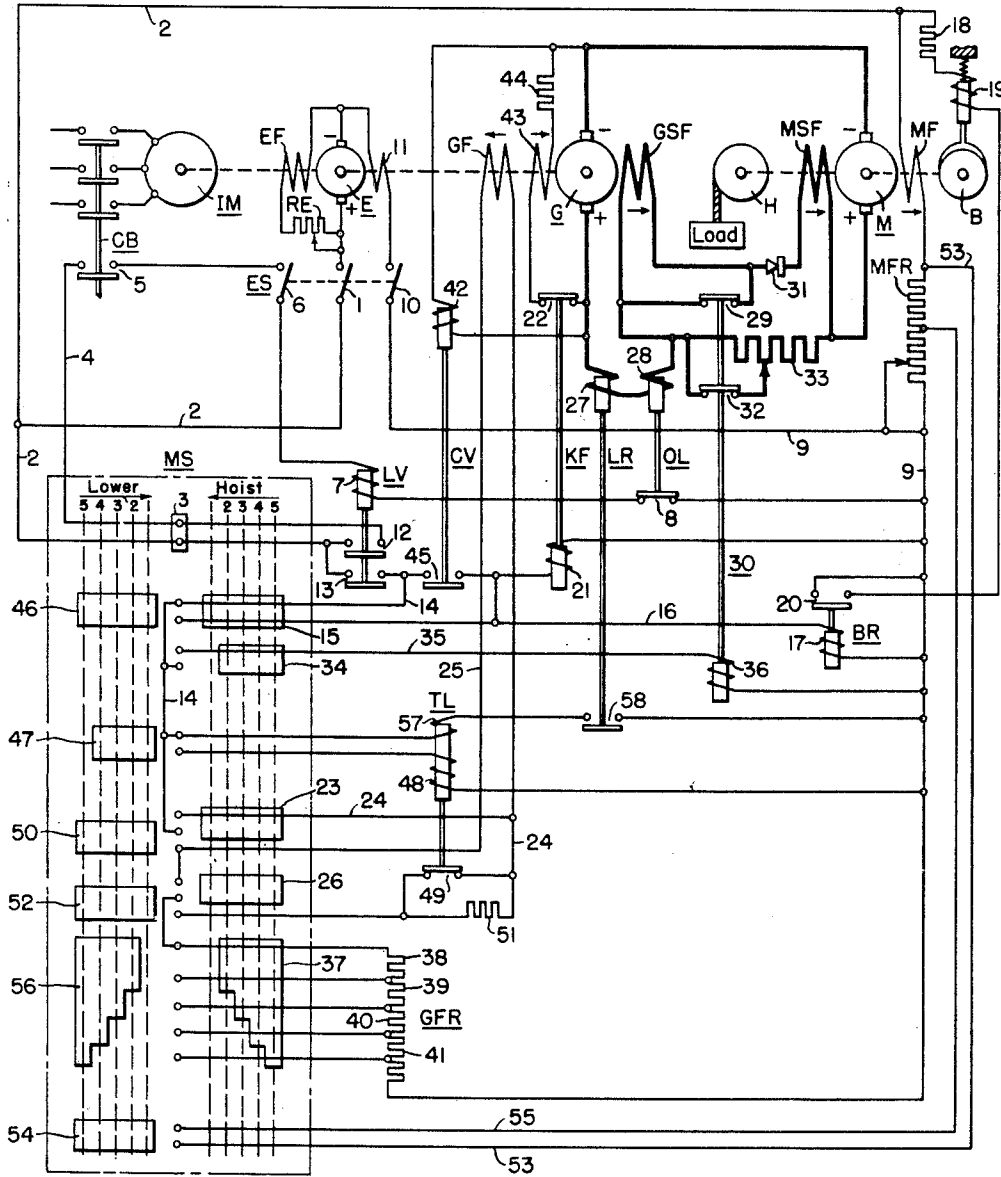 2
18
19
44
43
GF
GSF
MSF
MF
EF
11
IM
E
RE
G
H
M
B
Load
CB
5
ES
6
1
10
42
22
29
31
MFR
53
4
28
27
32
33
2
9
2
MS
CV
KF
LR
OL
9
Lower
Hoist
5 4 3 2
2 3 4 5
3
7
LV
8
12
45
13
14
21
30
20
46
15
16
17
BR
35
36
34
25
14
TL
57
58
47
48
23
24
50
24
49
26
52
51
56
37
38
39
40
GFR
41
54
55
53